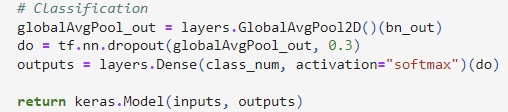 # Classification
globalAvgPool_out = layers.GlobalAvgPool2D()(bn_out)
do = tf.nn.dropout(globalAvgPool_out, 0.3)
outputs = layers.Dense(class_num, activation="softmax")(do)
return keras.Model(inputs, outputs)